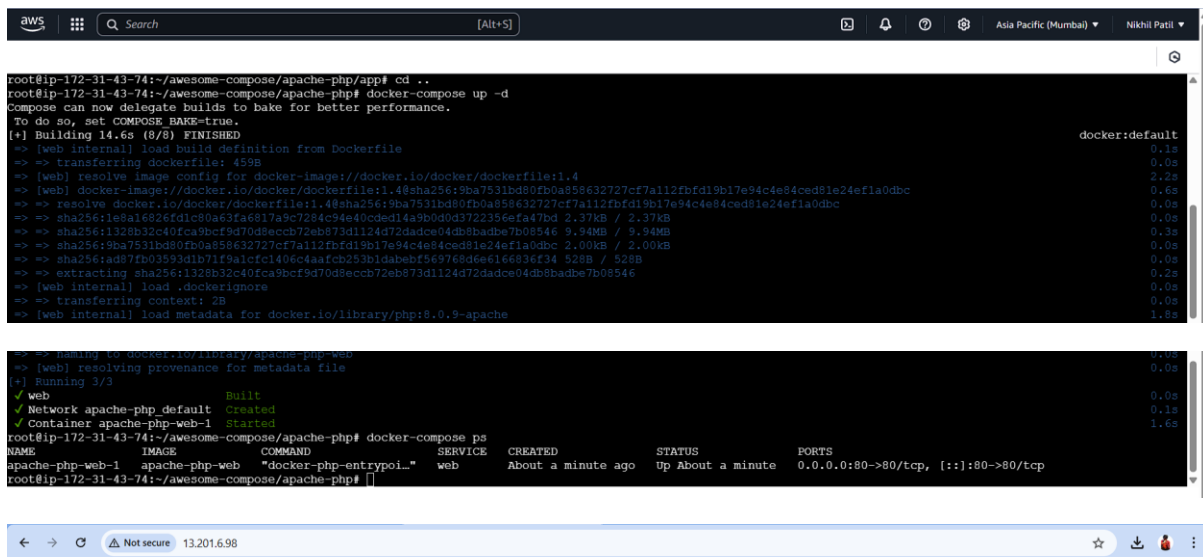 aws Search [Alt+S] Asia Pacific (Mumbai) ▼ Nikhil Patil ▼
root@ip-172-31-43-74:~/awesome-compose/apache-php/app# cd ..
root@ip-172-31-43-74:~/awesome-compose/apache-php# docker-compose up -d
Compose can now delegate builds to bake for better performance.
To do so, set COMPOSE_BAKE=true.
[+] Building 14.6s (8/8) FINISHED docker:default
=> [web internal] load build definition from Dockerfile 0.1s
=> => transferring dockerfile: 459B 0.0s
=> [web] resolve image config for docker-image://docker.io/docker/dockerfile:1.4 2.2s
=> [web] docker-image://docker.io/docker/dockerfile:1.4@sha256:9ba7531bd80fb0a858632727cf7a112fbfd19b17e94c4e84ced81e24ef1a0dbc 0.6s
=> => resolve docker.io/docker/dockerfile:1.4@sha256:9ba7531bd80fb0a858632727cf7a112fbfd19b17e94c4e84ced81e24ef1a0dbc 0.0s
=> => sha256:1e8a16826fd1c80a63fa6817a9c7284c94e40cded14a9b0d0d3722356efa47bd 2.37kB / 2.37kB 0.0s
=> => sha256:1328b32c40fca9bcf9d70d8eccb72eb873d1124d72dadce04db8badbe7b08546 9.94MB / 9.94MB 0.3s
=> => sha256:9ba7531bd80fb0a858632727cf7a112fbfd19b17e94c4e84ced81e24ef1a0dbc 2.00kB / 2.00kB 0.0s
=> => sha256:ad87fb03593d1b71f9a1cfc1406c4aafcb253b1dabebf569768d6e6166836f34 528B / 528B 0.0s
=> => extracting sha256:1328b32c40fca9bcf9d70d8eccb72eb873d1124d72dadce04db8badbe7b08546 0.2s
=> [web internal] load .dockerignore 0.0s
=> => transferring context: 2B 0.0s
=> [web internal] load metadata for docker.io/library/php:8.0.9-apache 1.8s
=> => naming to docker.io/library/apache-php-web 0.0s
=> [web] resolving provenance for metadata file 0.0s
[+] Running 3/3
✓ web Built 0.0s
✓ Network apache-php_default Created 0.1s
✓ Container apache-php-web-1 Started 1.6s
root@ip-172-31-43-74:~/awesome-compose/apache-php# docker-compose ps
NAME IMAGE COMMAND SERVICE CREATED STATUS PORTS
apache-php-web-1 apache-php-web "docker-php-entrypoi…" web About a minute ago Up About a minute 0.0.0.0:80->80/tcp, [::]:80->80/tcp
root@ip-172-31-43-74:~/awesome-compose/apache-php#
Not secure 13.201.6.98